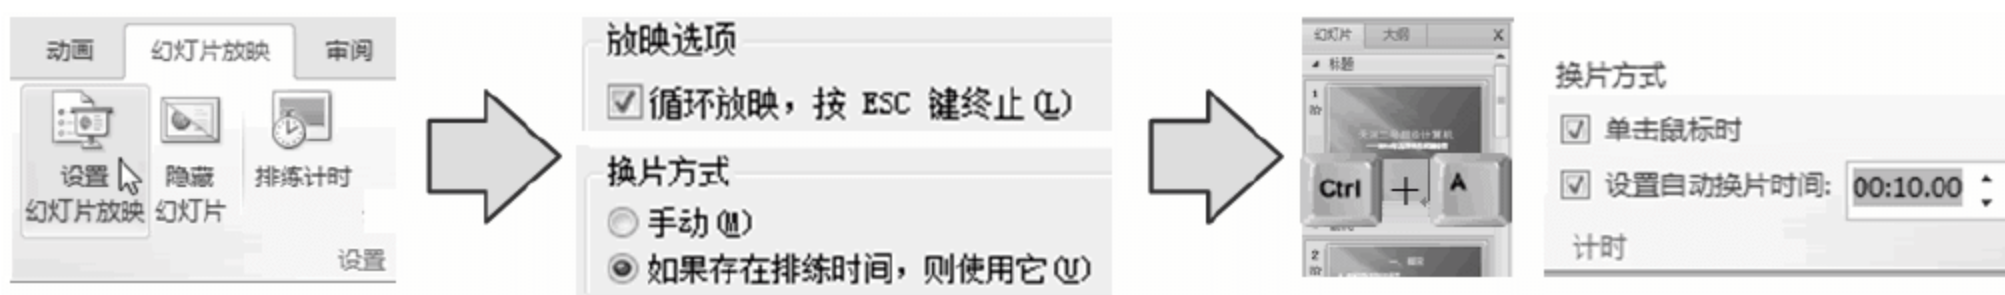 动画 幻灯片放映 审阅
设置 隐藏 排练计时
幻灯片放映 幻灯片
设置
放映选项
循环放映，按 ESC 键终止(L)
换片方式
手动(M)
如果存在排练时间，则使用它(U)
幻灯片 大纲 X
标题
1
Ctrl + A
2
换片方式
单击鼠标时
设置自动换片时间: 00:10.00
计时